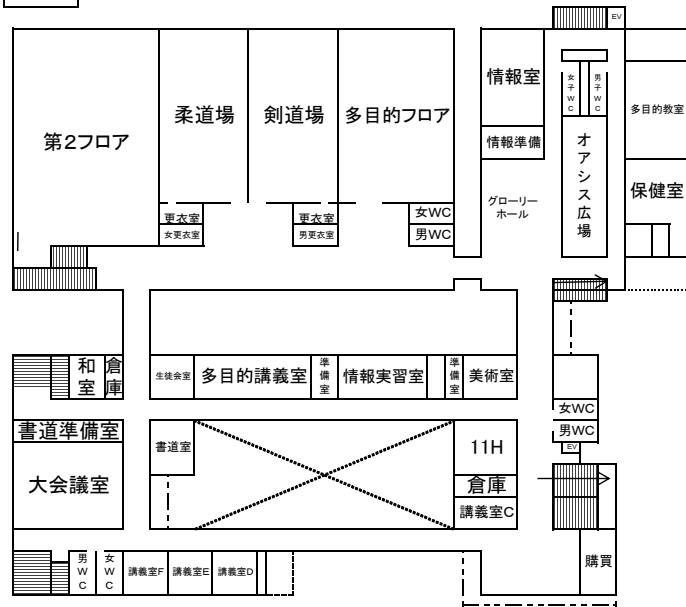 EV
第2フロア
柔道場
剣道場
多目的フロア
情報室
情報準備
女子WC
男子WC
オアシス広場
多目的教室
保健室
グローリー
ホール
更衣室
女更衣室
更衣室
男更衣室
女WC
男WC
和室
倉庫
生徒会室
多目的講義室
準備室
情報実習室
準備室
美術室
女WC
男WC
EV
書道準備室
大会議室
書道室
11H
倉庫
講義室C
男WC
女WC
講義室F
講義室E
講義室D
購買